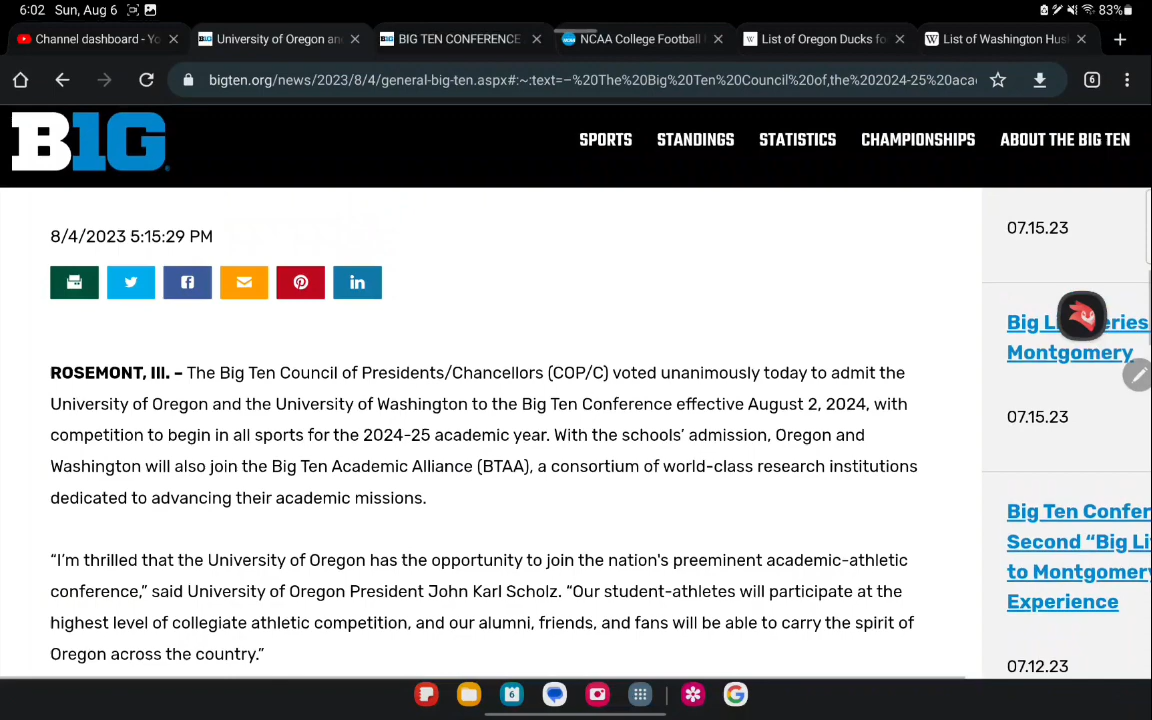 6:02 Sun, Aug 6 83%
Channel dashboard - Yo
University of Oregon an
BIG TEN CONFERENCE
NCAA College Football
List of Oregon Ducks fo
List of Washington Hus
bigten.org/news/2023/8/4/general-big-ten.aspx#:~:text=–%20The%20Big%20Ten%20Council%20of,the%202024-25%20aca
6
B1G
SPORTS STANDINGS STATISTICS CHAMPIONSHIPS ABOUT THE BIG TEN
8/4/2023 5:15:29 PM
ROSEMONT, Ill. – The Big Ten Council of Presidents/Chancellors (COP/C) voted unanimously today to admit the
University of Oregon and the University of Washington to the Big Ten Conference effective August 2, 2024, with
competition to begin in all sports for the 2024-25 academic year. With the schools’ admission, Oregon and
Washington will also join the Big Ten Academic Alliance (BTAA), a consortium of world-class research institutions
dedicated to advancing their academic missions.
“I’m thrilled that the University of Oregon has the opportunity to join the nation's preeminent academic-athletic
conference,” said University of Oregon President John Karl Scholz. “Our student-athletes will participate at the
highest level of collegiate athletic competition, and our alumni, friends, and fans will be able to carry the spirit of
Oregon across the country.”
07.15.23
Big L eries
Montgomery
07.15.23
Big Ten Confer
Second “Big Li
to Montgomery
Experience
07.12.23
6